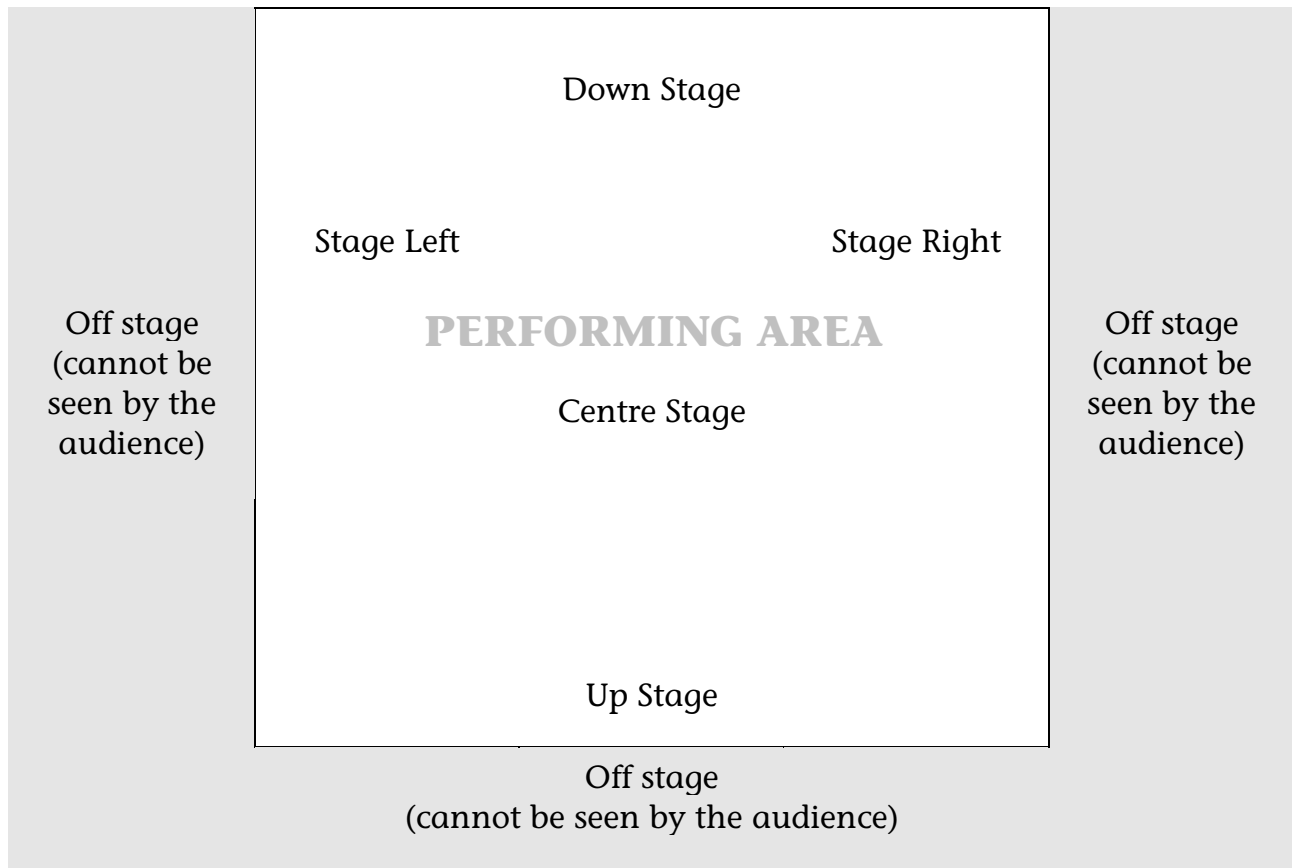 Down Stage
Stage Left
Stage Right
PERFORMING AREA
Centre Stage
Off stage
(cannot be
seen by the
audience)
Off stage
(cannot be
seen by the
audience)
Up Stage
Off stage
(cannot be seen by the audience)